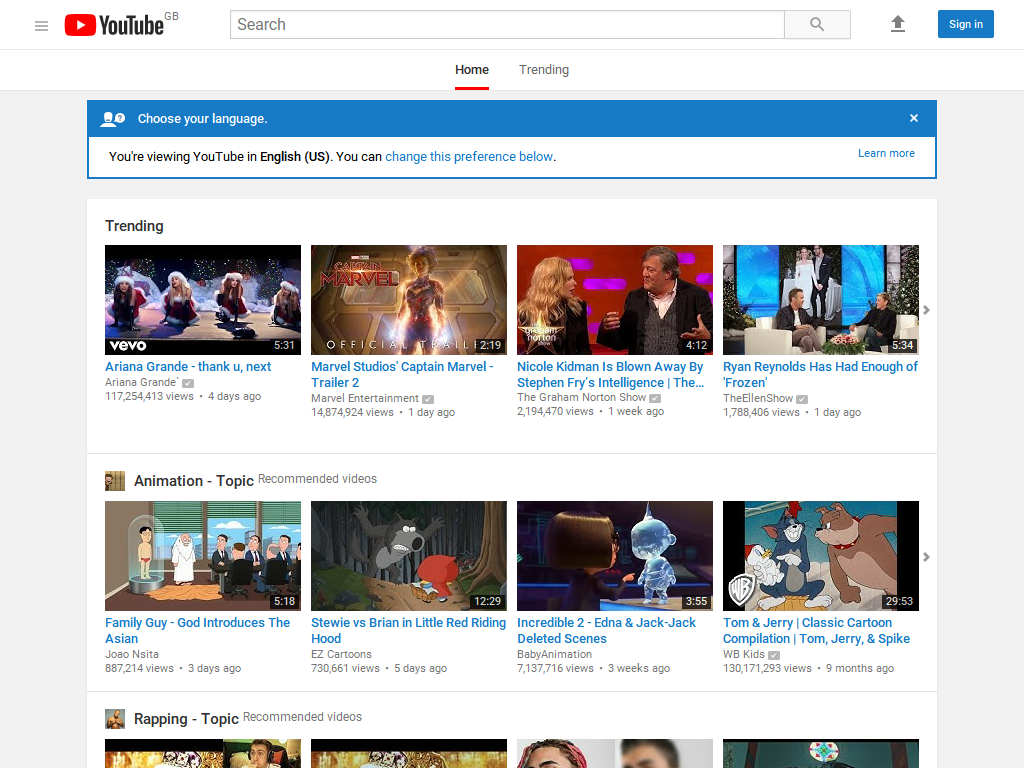 YouTube GB
Search
Sign in
Home
Trending
Choose your language.
×
You're viewing YouTube in English (US). You can change this preference below.
Learn more
Trending
vevo
5:31
Ariana Grande - thank u, next
Ariana Grande`
117,254,413 views • 4 days ago
CAPTAIN
MARVEL
OFFICIAL TRAIL
2:19
Marvel Studios' Captain Marvel -
Trailer 2
Marvel Entertainment
14,874,924 views • 1 day ago
graham
norton
show
4:12
Nicole Kidman Is Blown Away By
Stephen Fry's Intelligence | The...
The Graham Norton Show
2,194,470 views • 1 week ago
5:34
Ryan Reynolds Has Had Enough of
'Frozen'
TheEllenShow
1,788,406 views • 1 day ago
Animation - Topic Recommended videos
5:18
Family Guy - God Introduces The
Asian
Joao Nsita
887,214 views • 3 days ago
12:29
Stewie vs Brian in Little Red Riding
Hood
EZ Cartoons
730,661 views • 5 days ago
3:55
Incredible 2 - Edna & Jack-Jack
Deleted Scenes
BabyAnimation
7,137,716 views • 3 weeks ago
WB
29:53
Tom & Jerry | Classic Cartoon
Compilation | Tom, Jerry, & Spike
WB Kids
130,171,293 views • 9 months ago
Rapping - Topic Recommended videos